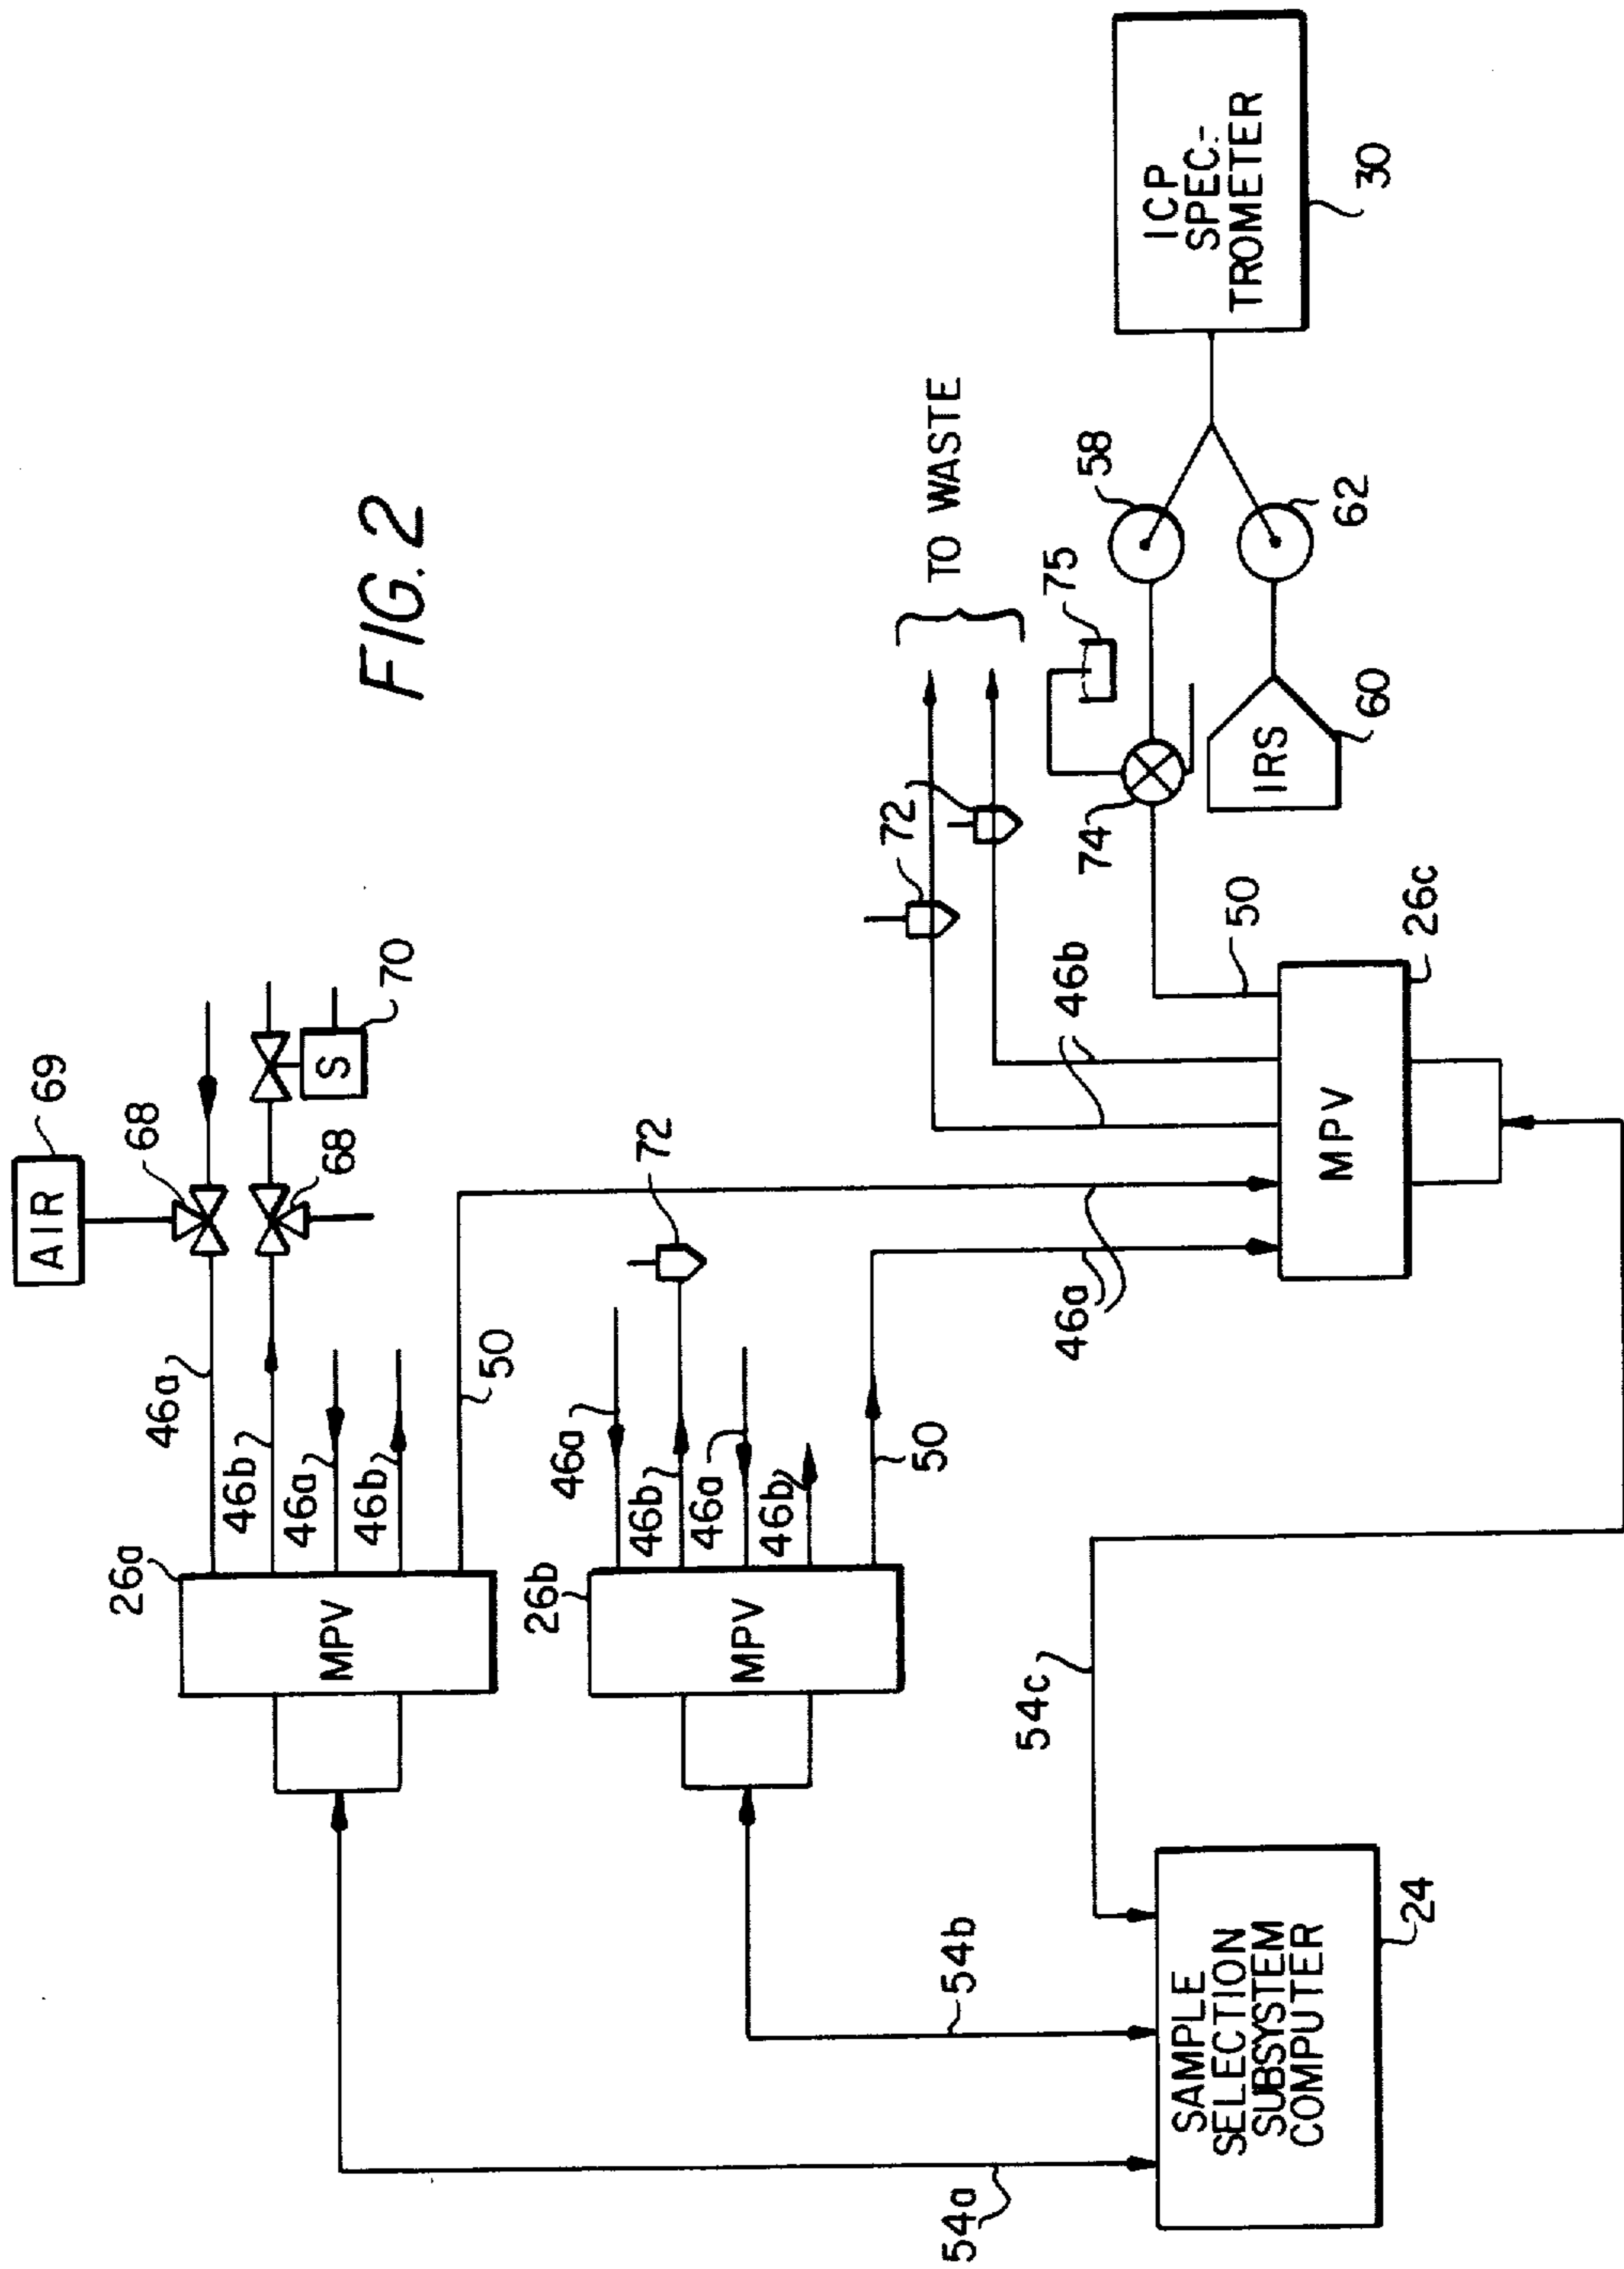 FIG. 2
AIR
69
68
68
S
70
46a
46b
46a
46b
50
26a
MPV
72
46a
46b
46a
46b
50
26b
MPV
54a
54b
54c
SAMPLE
SELECTION
SUBSYSTEM
COMPUTER
24
46a
46b
50
MPV
26c
72
TO WASTE
74
75
58
IRS
60
62
ICP
SPEC-
TROMETER
30